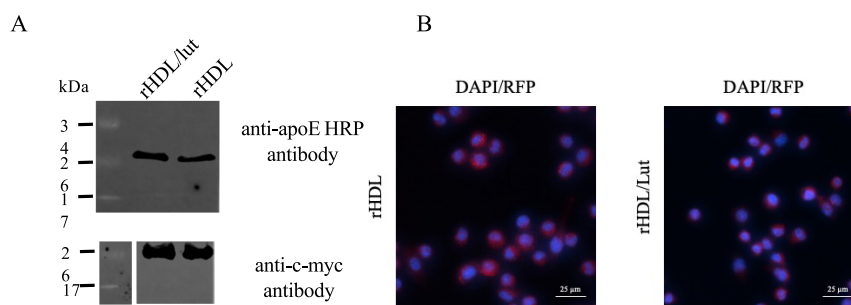 A
B
rHDL/lut
rHDL
kDa
3
4
2
6
1
7
anti-apoE HRP
antibody
2
6
17
anti-c-myc
antibody
DAPI/RFP
rHDL
25 µm
DAPI/RFP
rHDL/Lut
25 µm